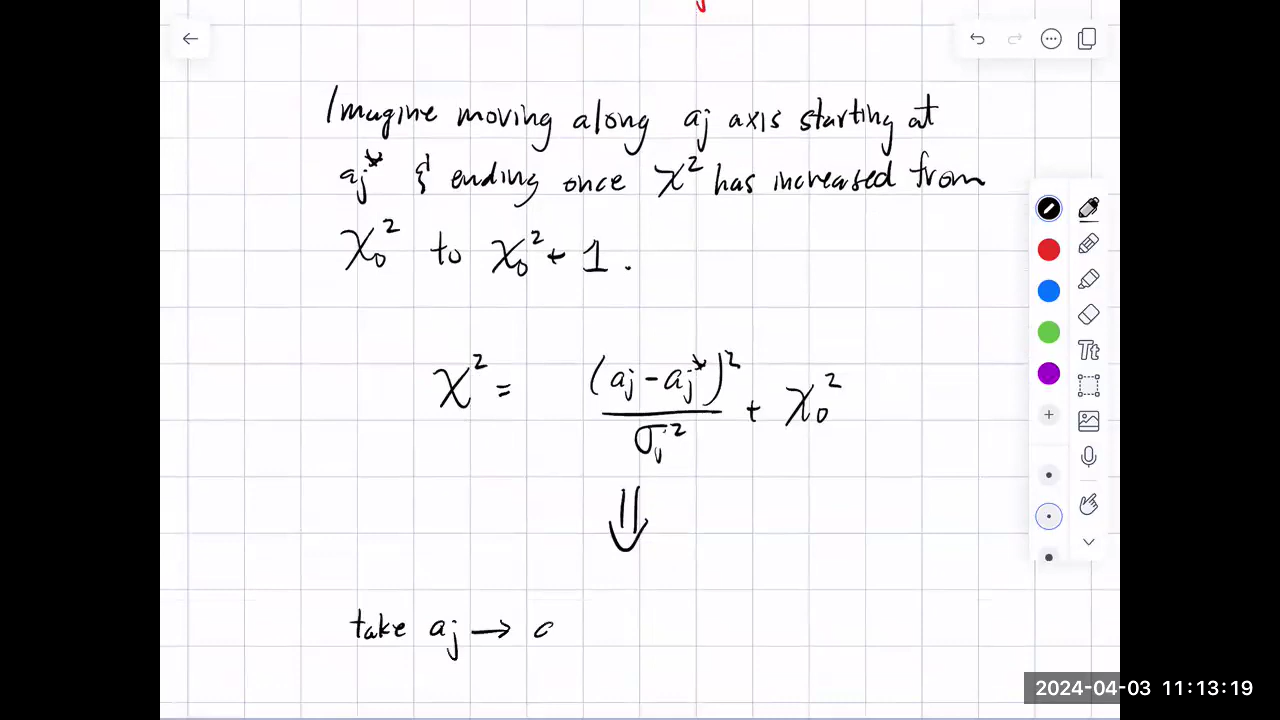 Imagine moving along aj axis starting at
aj* & ending once χ² has increased from
χ₀² to χ₀² + 1.
χ² = (aj - aj*)² / σj² + χ₀²
⇓
take aj → a
Tt
2024-04-03 11:13:19